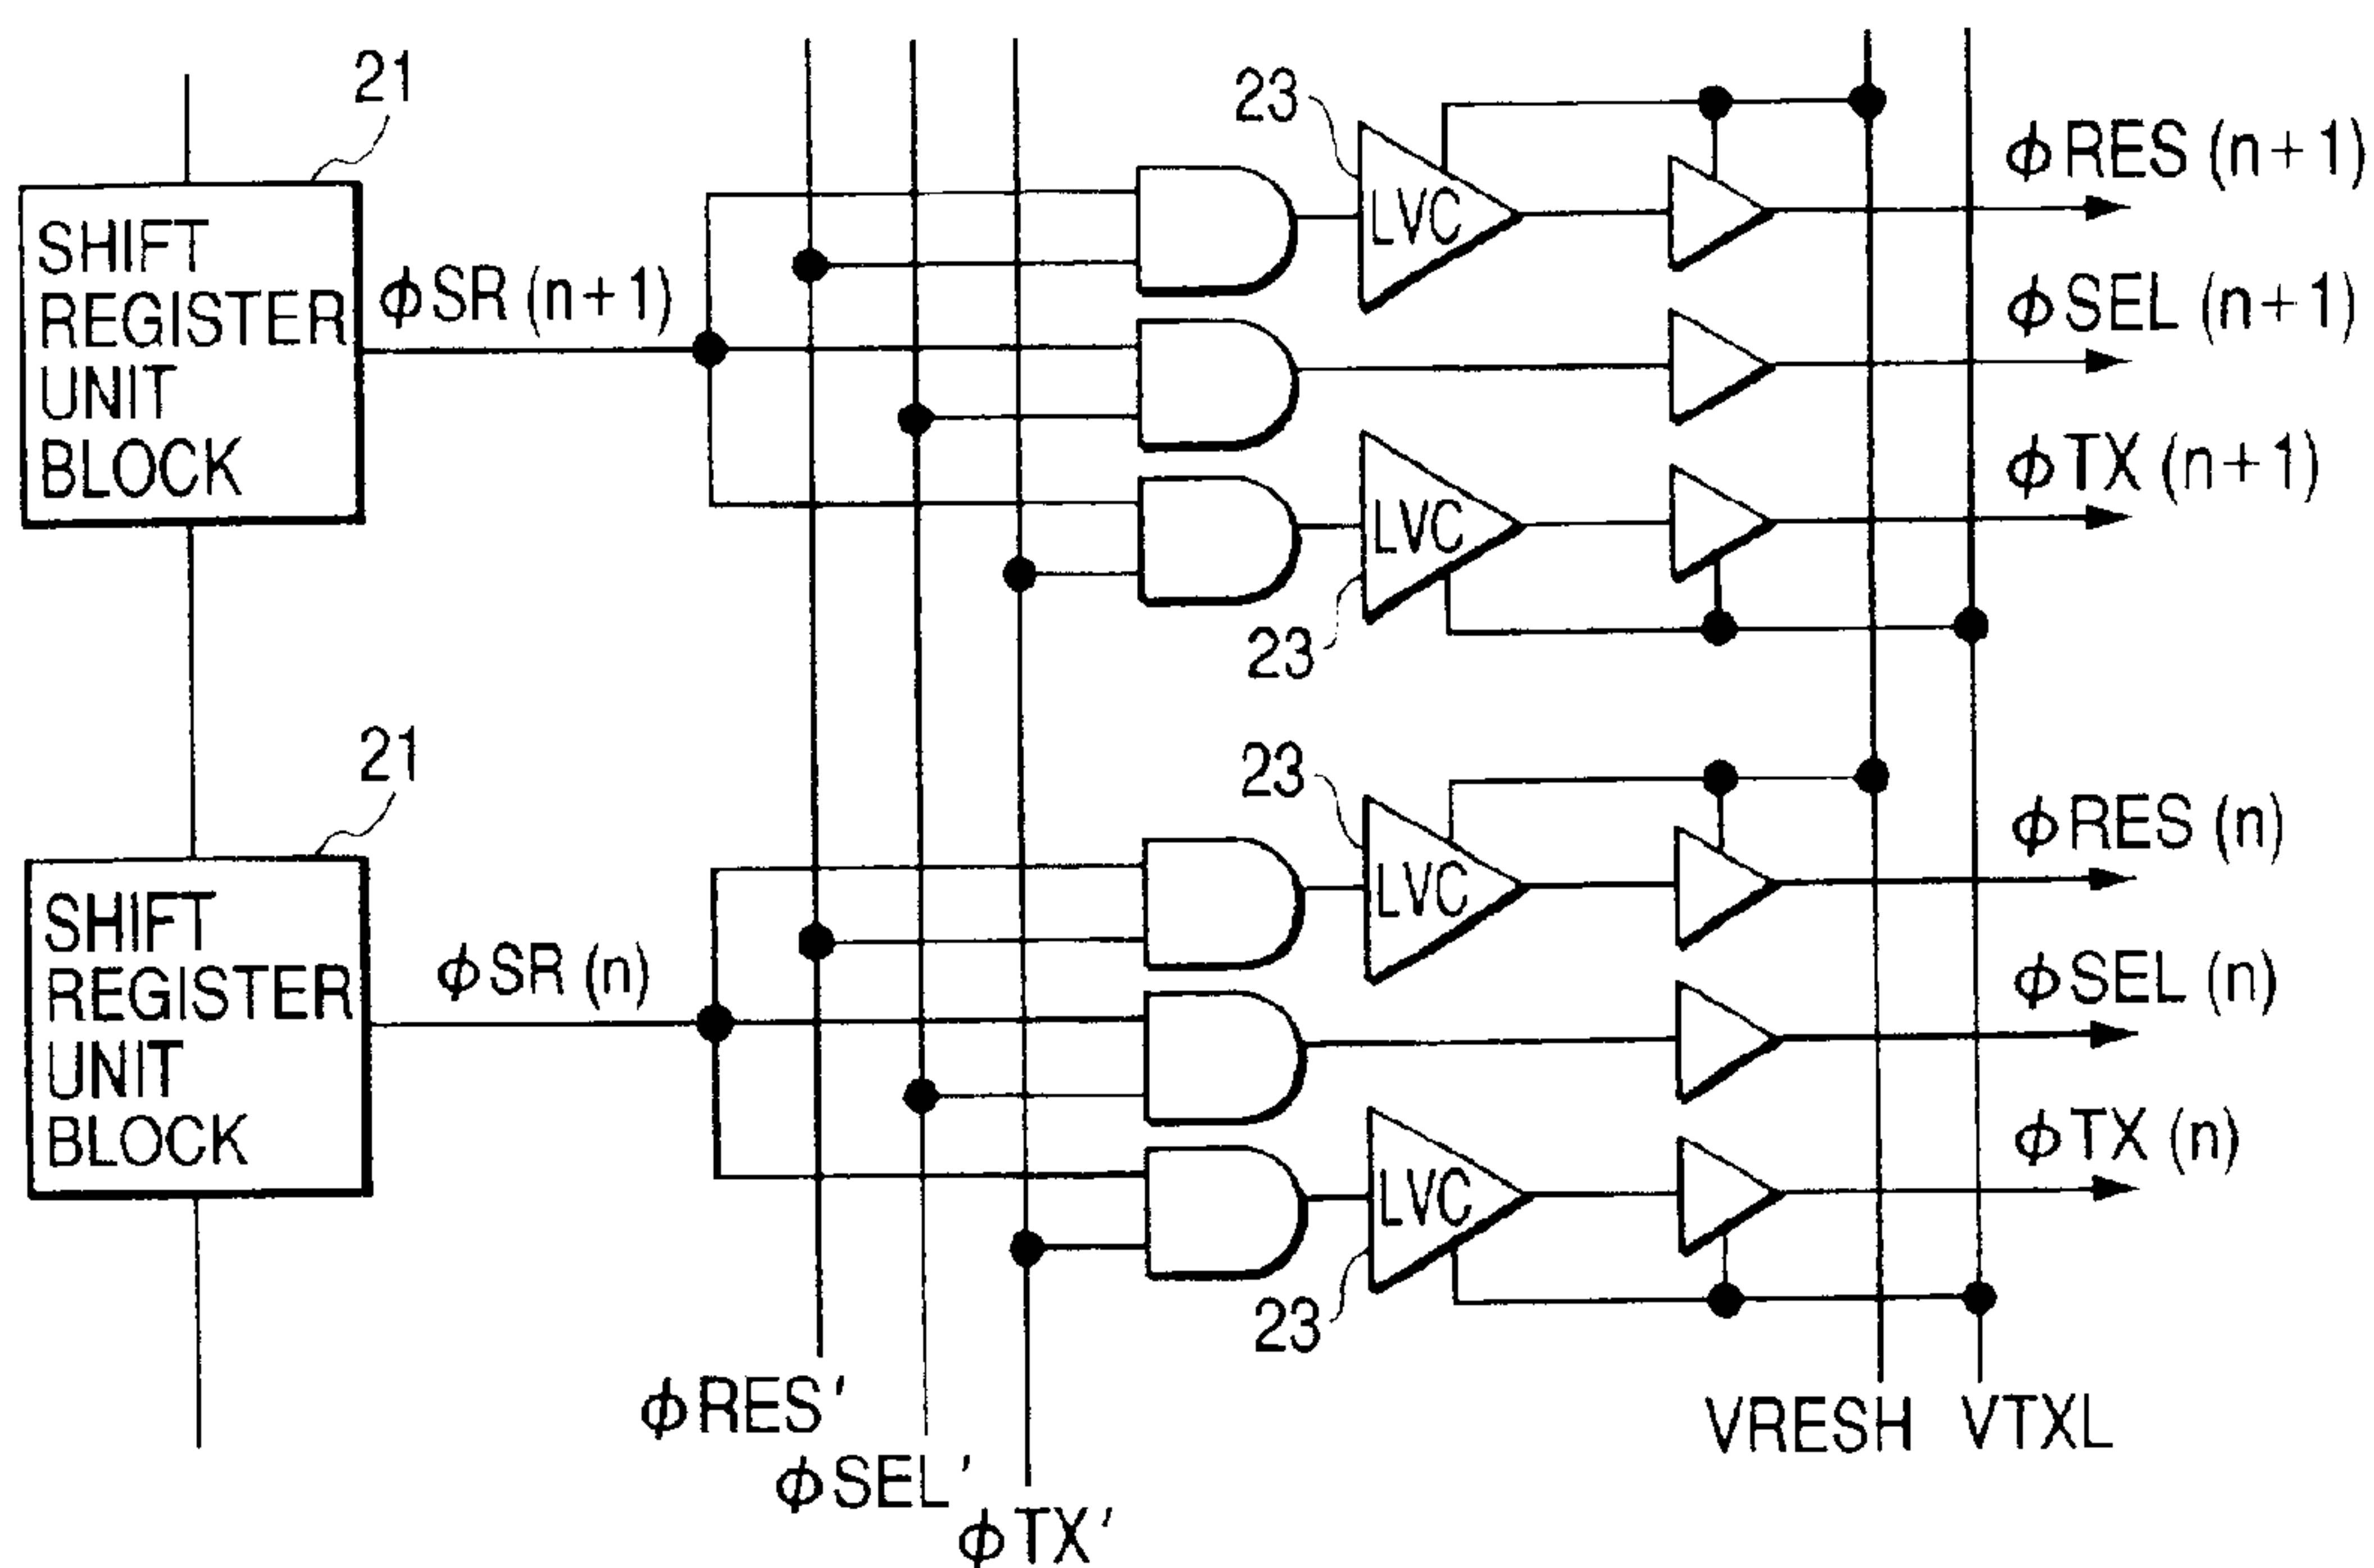 21
SHIFT
REGISTER
UNIT
BLOCK
ϕSR (n+1)
23
LVC
ϕRES (n+1)
ϕSEL (n+1)
LVC
23
ϕTX (n+1)
21
SHIFT
REGISTER
UNIT
BLOCK
ϕSR (n)
23
LVC
ϕRES (n)
ϕSEL (n)
LVC
23
ϕTX (n)
ϕRES'
ϕSEL'
ϕTX'
VRESH
VTXL